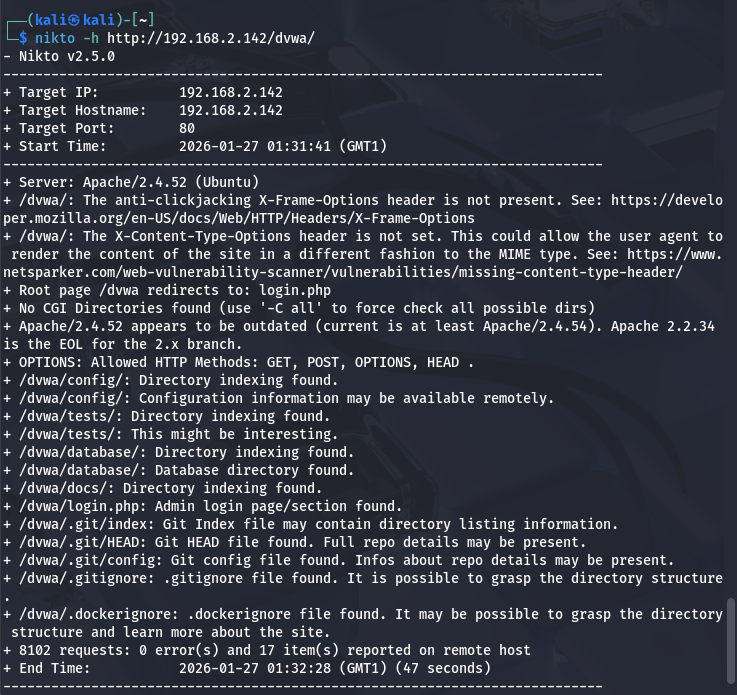 ┌──(kali㉿kali)-[~]
└─$ nikto -h http://192.168.2.142/dvwa/
- Nikto v2.5.0
---------------------------------------------------------------------------
+ Target IP:          192.168.2.142
+ Target Hostname:    192.168.2.142
+ Target Port:        80
+ Start Time:         2026-01-27 01:31:41 (GMT1)
---------------------------------------------------------------------------
+ Server: Apache/2.4.52 (Ubuntu)
+ /dvwa/: The anti-clickjacking X-Frame-Options header is not present. See: https://develo
per.mozilla.org/en-US/docs/Web/HTTP/Headers/X-Frame-Options
+ /dvwa/: The X-Content-Type-Options header is not set. This could allow the user agent to
 render the content of the site in a different fashion to the MIME type. See: https://www.
netsparker.com/web-vulnerability-scanner/vulnerabilities/missing-content-type-header/
+ Root page /dvwa redirects to: login.php
+ No CGI Directories found (use '-C all' to force check all possible dirs)
+ Apache/2.4.52 appears to be outdated (current is at least Apache/2.4.54). Apache 2.2.34
is the EOL for the 2.x branch.
+ OPTIONS: Allowed HTTP Methods: GET, POST, OPTIONS, HEAD .
+ /dvwa/config/: Directory indexing found.
+ /dvwa/config/: Configuration information may be available remotely.
+ /dvwa/tests/: Directory indexing found.
+ /dvwa/tests/: This might be interesting.
+ /dvwa/database/: Directory indexing found.
+ /dvwa/database/: Database directory found.
+ /dvwa/docs/: Directory indexing found.
+ /dvwa/login.php: Admin login page/section found.
+ /dvwa/.git/index: Git Index file may contain directory listing information.
+ /dvwa/.git/HEAD: Git HEAD file found. Full repo details may be present.
+ /dvwa/.git/config: Git config file found. Infos about repo details may be present.
+ /dvwa/.gitignore: .gitignore file found. It is possible to grasp the directory structure
.
+ /dvwa/.dockerignore: .dockerignore file found. It may be possible to grasp the directory
 structure and learn more about the site.
+ 8102 requests: 0 error(s) and 17 item(s) reported on remote host
+ End Time:           2026-01-27 01:32:28 (GMT1) (47 seconds)
---------------------------------------------------------------------------